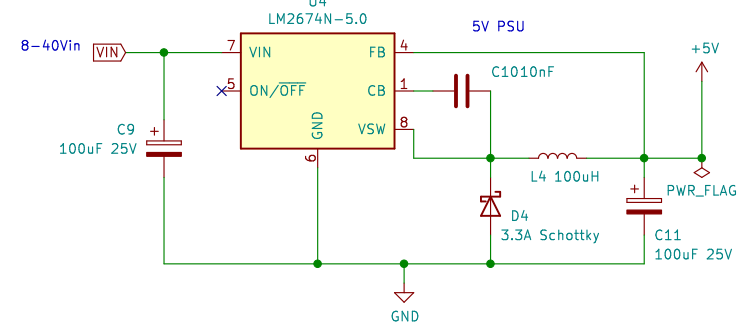 U4
LM2674N-5.0
5V PSU
8-40Vin
VIN
7
VIN
FB
4
+5V
5
ON/OFF
CB
1
C1010nF
GND
VSW
8
C9
100uF 25V
6
L4 100uH
PWR_FLAG
D4
3.3A Schottky
C11
100uF 25V
GND